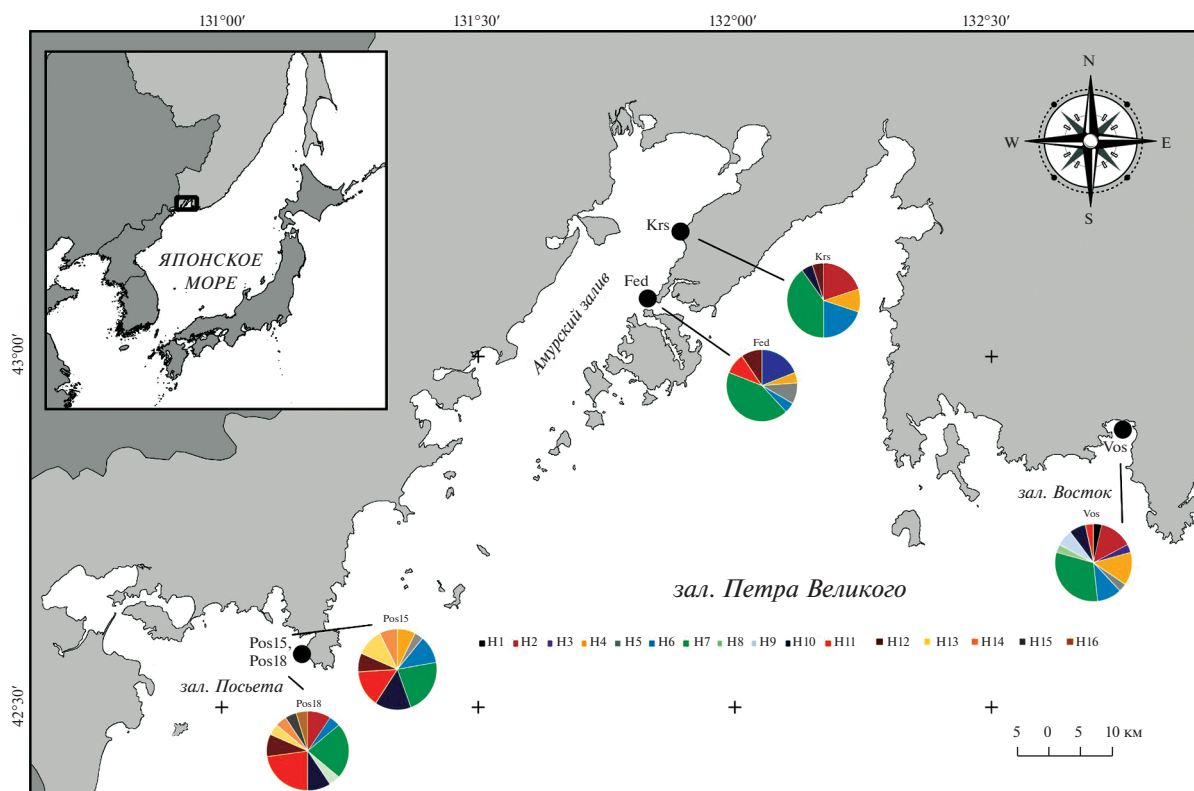 131°00′ 131°30′ 132°00′ 132°30′
N
W E
S
ЯПОНСКОЕ
МОРЕ
Krs
Krs
Fed
Амурский залив
Fed
43°00′
Vos
зал. Восток
Vos
зал. Петра Великого
Pos15
H1 H2 H3 H4 H5 H6 H7 H8 H9 H10 H11 H12 H13 H14 H15 H16
Pos15,
Pos18
зал. Посьета
Pos18
42°30′
5 0 5 10 км